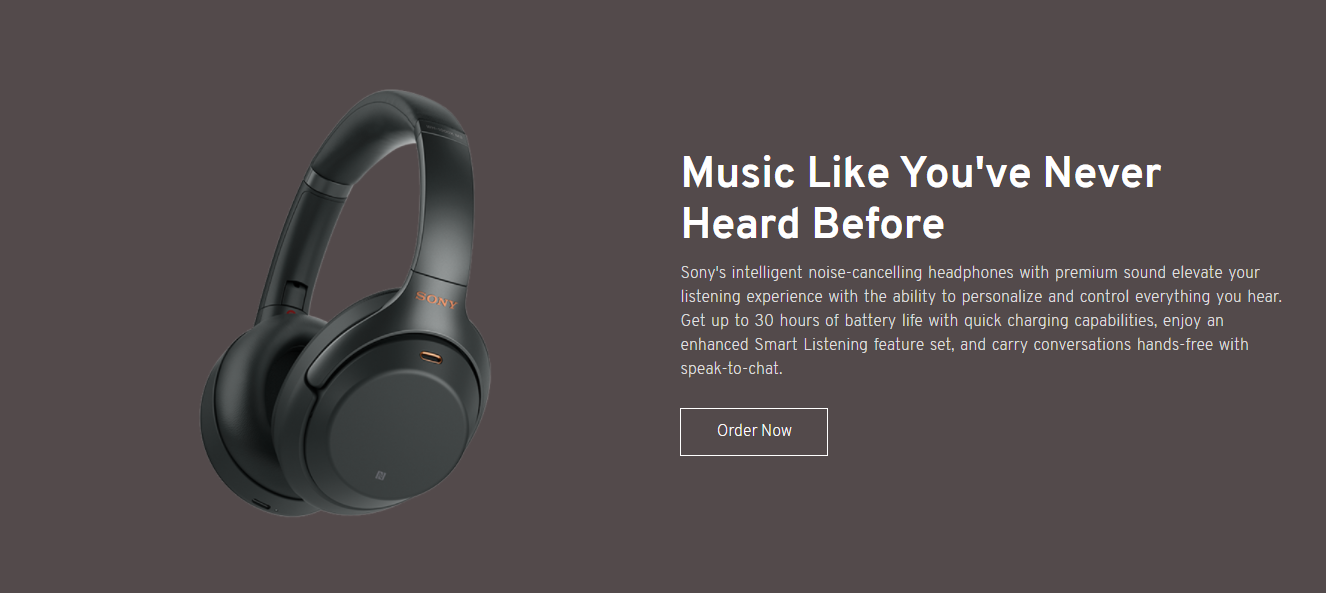 Music Like You've Never
Heard Before
Sony's intelligent noise-cancelling headphones with premium sound elevate your
listening experience with the ability to personalize and control everything you hear.
Get up to 30 hours of battery life with quick charging capabilities, enjoy an
enhanced Smart Listening feature set, and carry conversations hands-free with
speak-to-chat.
Order Now
SONY